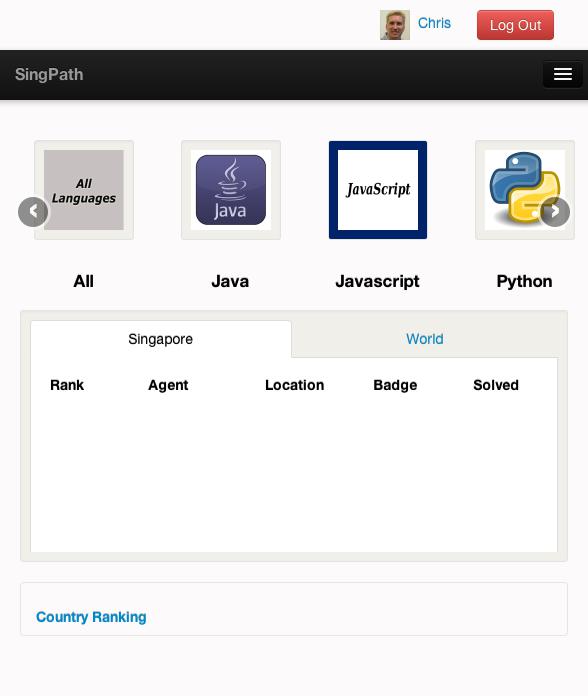 Chris Log Out
SingPath
All
Languages
Java
JavaScript
All Java Javascript Python
Singapore World
Rank Agent Location Badge Solved
Country Ranking